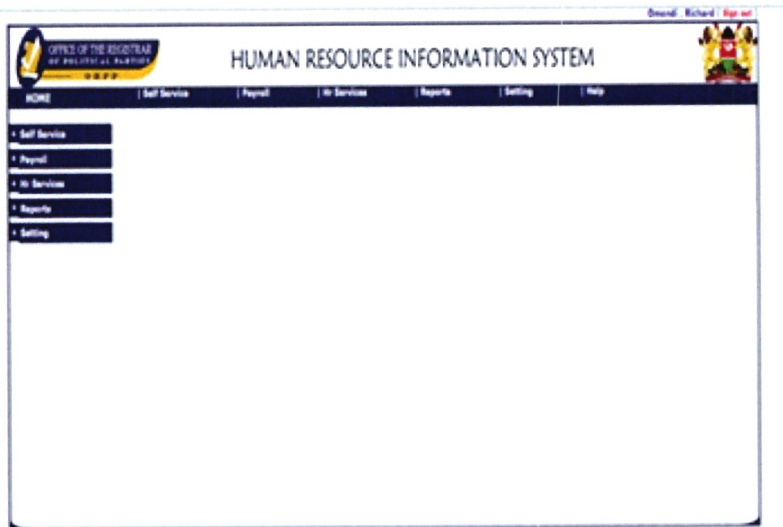 Omondi . Richard | Sign out
OFFICE OF THE REGISTRAR
OF POLITICAL PARTIES
ORPP
HUMAN RESOURCE INFORMATION SYSTEM
HOME | Self Service | Payroll | Hr Services | Reports | Setting | Help
Self Service
Payroll
Hr Services
Reports
Setting